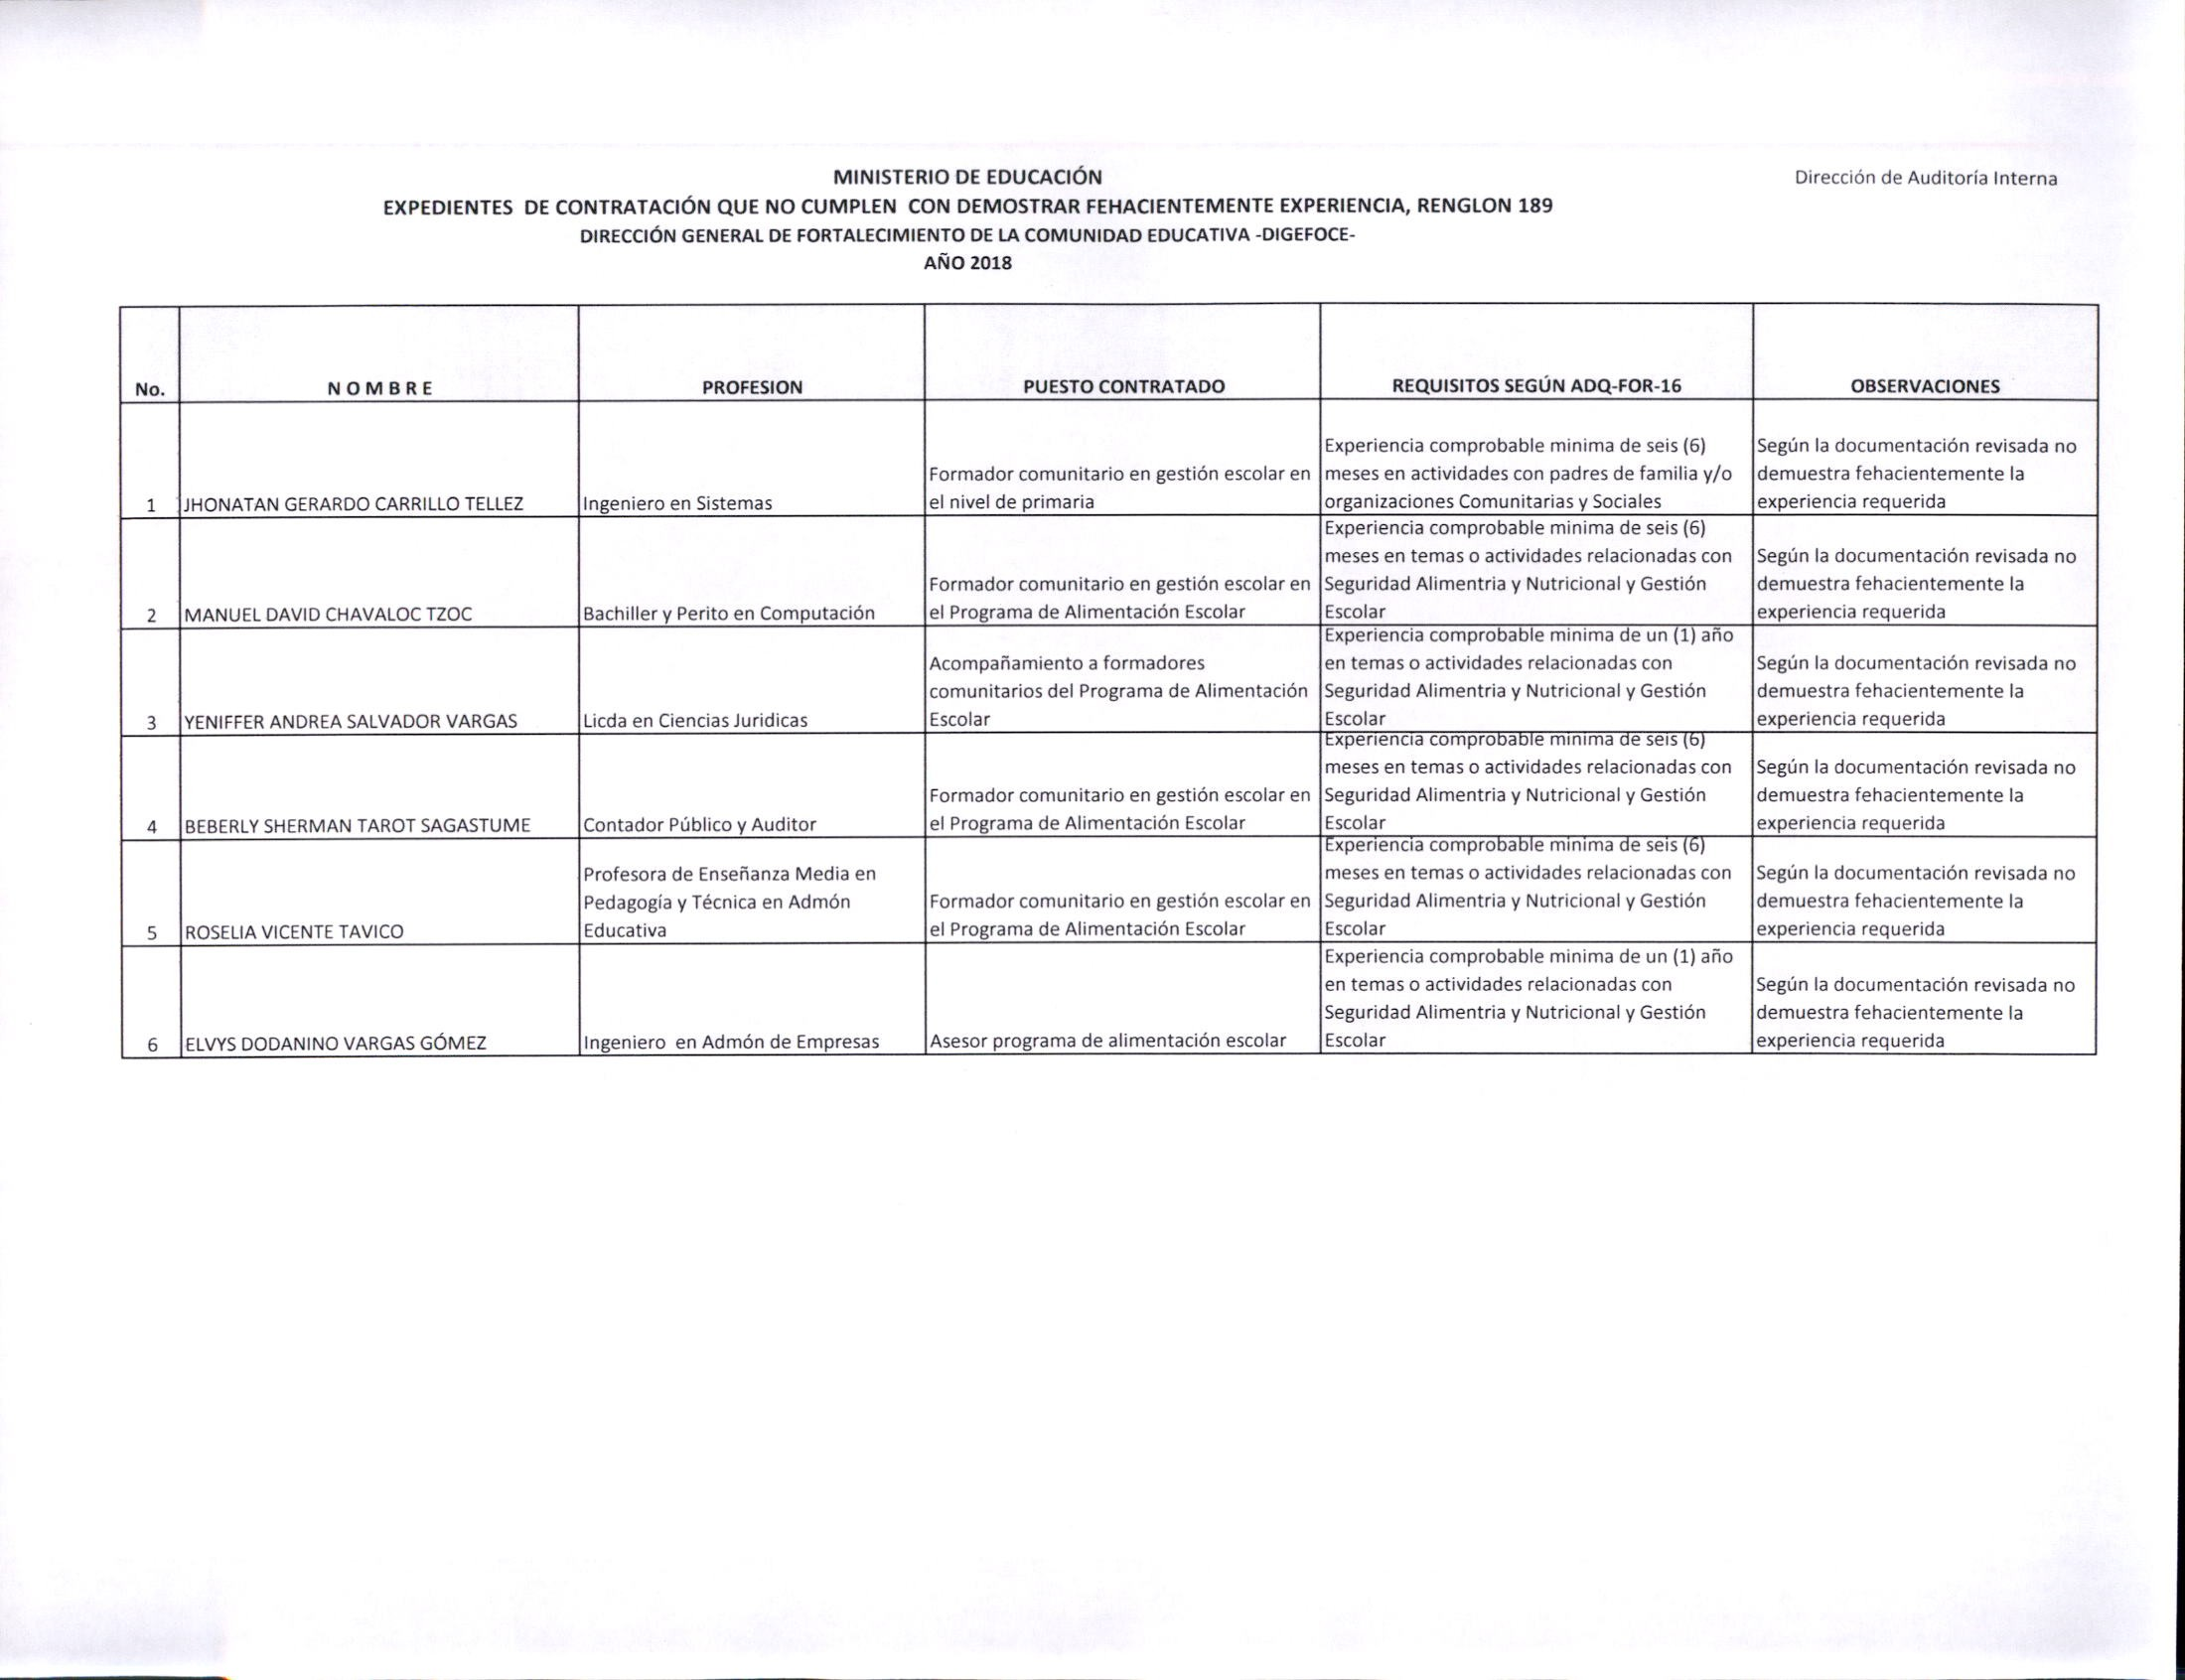 MINISTERIO DE EDUCACIÓN
Dirección de Auditoría Interna
EXPEDIENTES DE CONTRATACIÓN QUE NO CUMPLEN CON DEMOSTRAR FEHACIENTEMENTE EXPERIENCIA, RENGLON 189
DIRECCIÓN GENERAL DE FORTALECIMIENTO DE LA COMUNIDAD EDUCATIVA -DIGEFOCE-
AÑO 2018
No. N O M B R E PROFESION PUESTO CONTRATADO REQUISITOS SEGÚN ADQ-FOR-16 OBSERVACIONES
Experiencia comprobable minima de seis (6) Según la documentación revisada no
Formador comunitario en gestión escolar en meses en actividades con padres de familia y/o demuestra fehacientemente la
1 JHONATAN GERARDO CARRILLO TELLEZ Ingeniero en Sistemas el nivel de primaria organizaciones Comunitarias y Sociales experiencia requerida
Experiencia comprobable minima de seis (6)
meses en temas o actividades relacionadas con Según la documentación revisada no
Formador comunitario en gestión escolar en Seguridad Alimentria y Nutricional y Gestión demuestra fehacientemente la
2 MANUEL DAVID CHAVALOC TZOC Bachiller y Perito en Computación el Programa de Alimentación Escolar Escolar experiencia requerida
Experiencia comprobable minima de un (1) año
Acompañamiento a formadores en temas o actividades relacionadas con Según la documentación revisada no
comunitarios del Programa de Alimentación Seguridad Alimentria y Nutricional y Gestión demuestra fehacientemente la
3 YENIFFER ANDREA SALVADOR VARGAS Licda en Ciencias Juridicas Escolar Escolar experiencia requerida
Experiencia comprobable minima de seis (6)
meses en temas o actividades relacionadas con Según la documentación revisada no
Formador comunitario en gestión escolar en Seguridad Alimentria y Nutricional y Gestión demuestra fehacientemente la
4 BEBERLY SHERMAN TAROT SAGASTUME Contador Público y Auditor el Programa de Alimentación Escolar Escolar experiencia requerida
Experiencia comprobable minima de seis (6)
Profesora de Enseñanza Media en meses en temas o actividades relacionadas con Según la documentación revisada no
Pedagogía y Técnica en Admón Formador comunitario en gestión escolar en Seguridad Alimentria y Nutricional y Gestión demuestra fehacientemente la
5 ROSELIA VICENTE TAVICO Educativa el Programa de Alimentación Escolar Escolar experiencia requerida
Experiencia comprobable minima de un (1) año
en temas o actividades relacionadas con Según la documentación revisada no
Seguridad Alimentria y Nutricional y Gestión demuestra fehacientemente la
6 ELVYS DODANINO VARGAS GÓMEZ Ingeniero en Admón de Empresas Asesor programa de alimentación escolar Escolar experiencia requerida